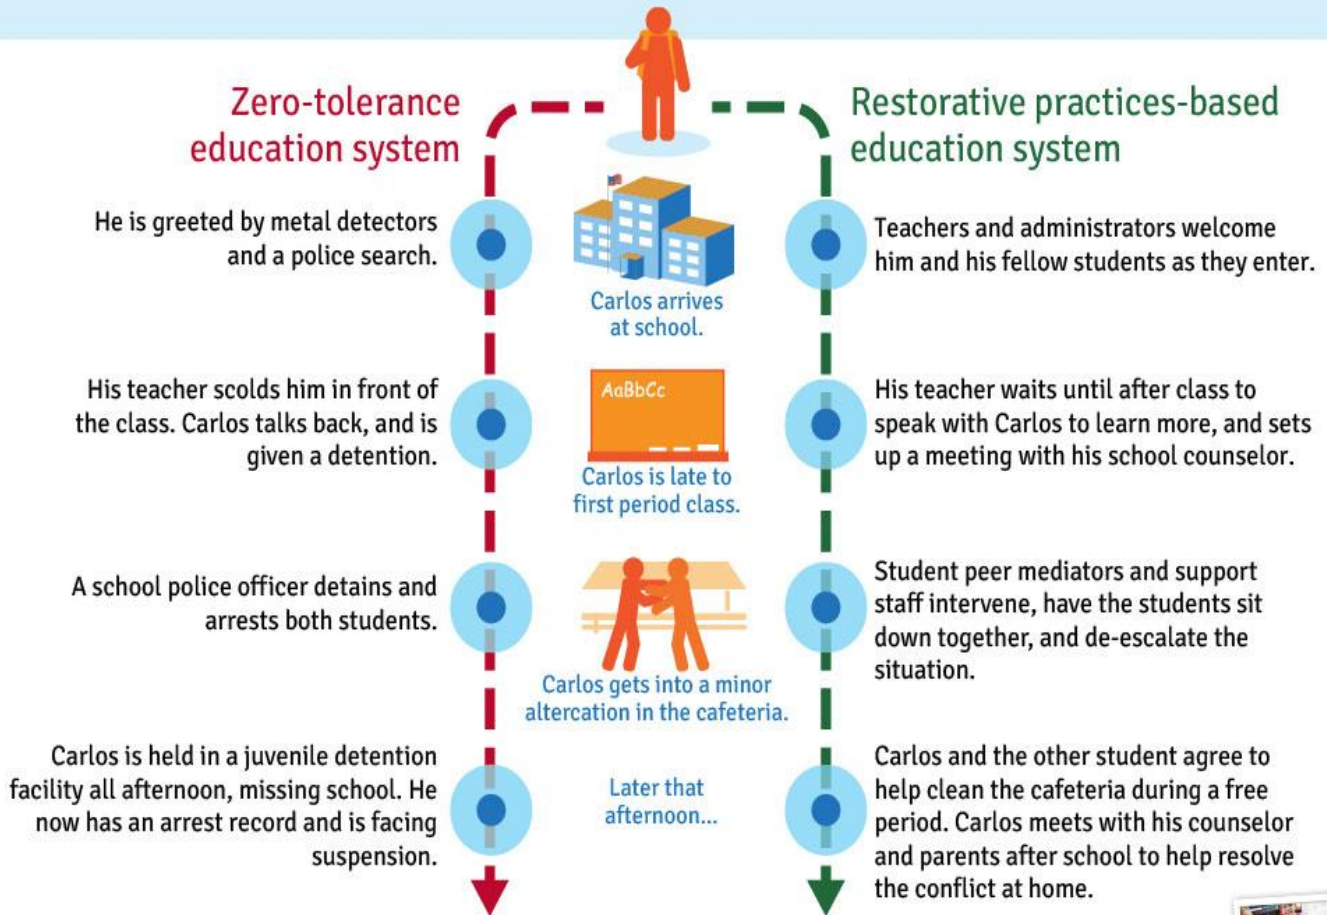 Zero-tolerance
education system
Restorative practices-based
education system
He is greeted by metal detectors
and a police search.
Carlos arrives
at school.
Teachers and administrators welcome
him and his fellow students as they enter.
His teacher scolds him in front of
the class. Carlos talks back, and is
given a detention.
AaBbCc
Carlos is late to
first period class.
His teacher waits until after class to
speak with Carlos to learn more, and sets
up a meeting with his school counselor.
A school police officer detains and
arrests both students.
Carlos gets into a minor
altercation in the cafeteria.
Student peer mediators and support
staff intervene, have the students sit
down together, and de-escalate the
situation.
Carlos is held in a juvenile detention
facility all afternoon, missing school. He
now has an arrest record and is facing
suspension.
Later that
afternoon...
Carlos and the other student agree to
help clean the cafeteria during a free
period. Carlos meets with his counselor
and parents after school to help resolve
the conflict at home.